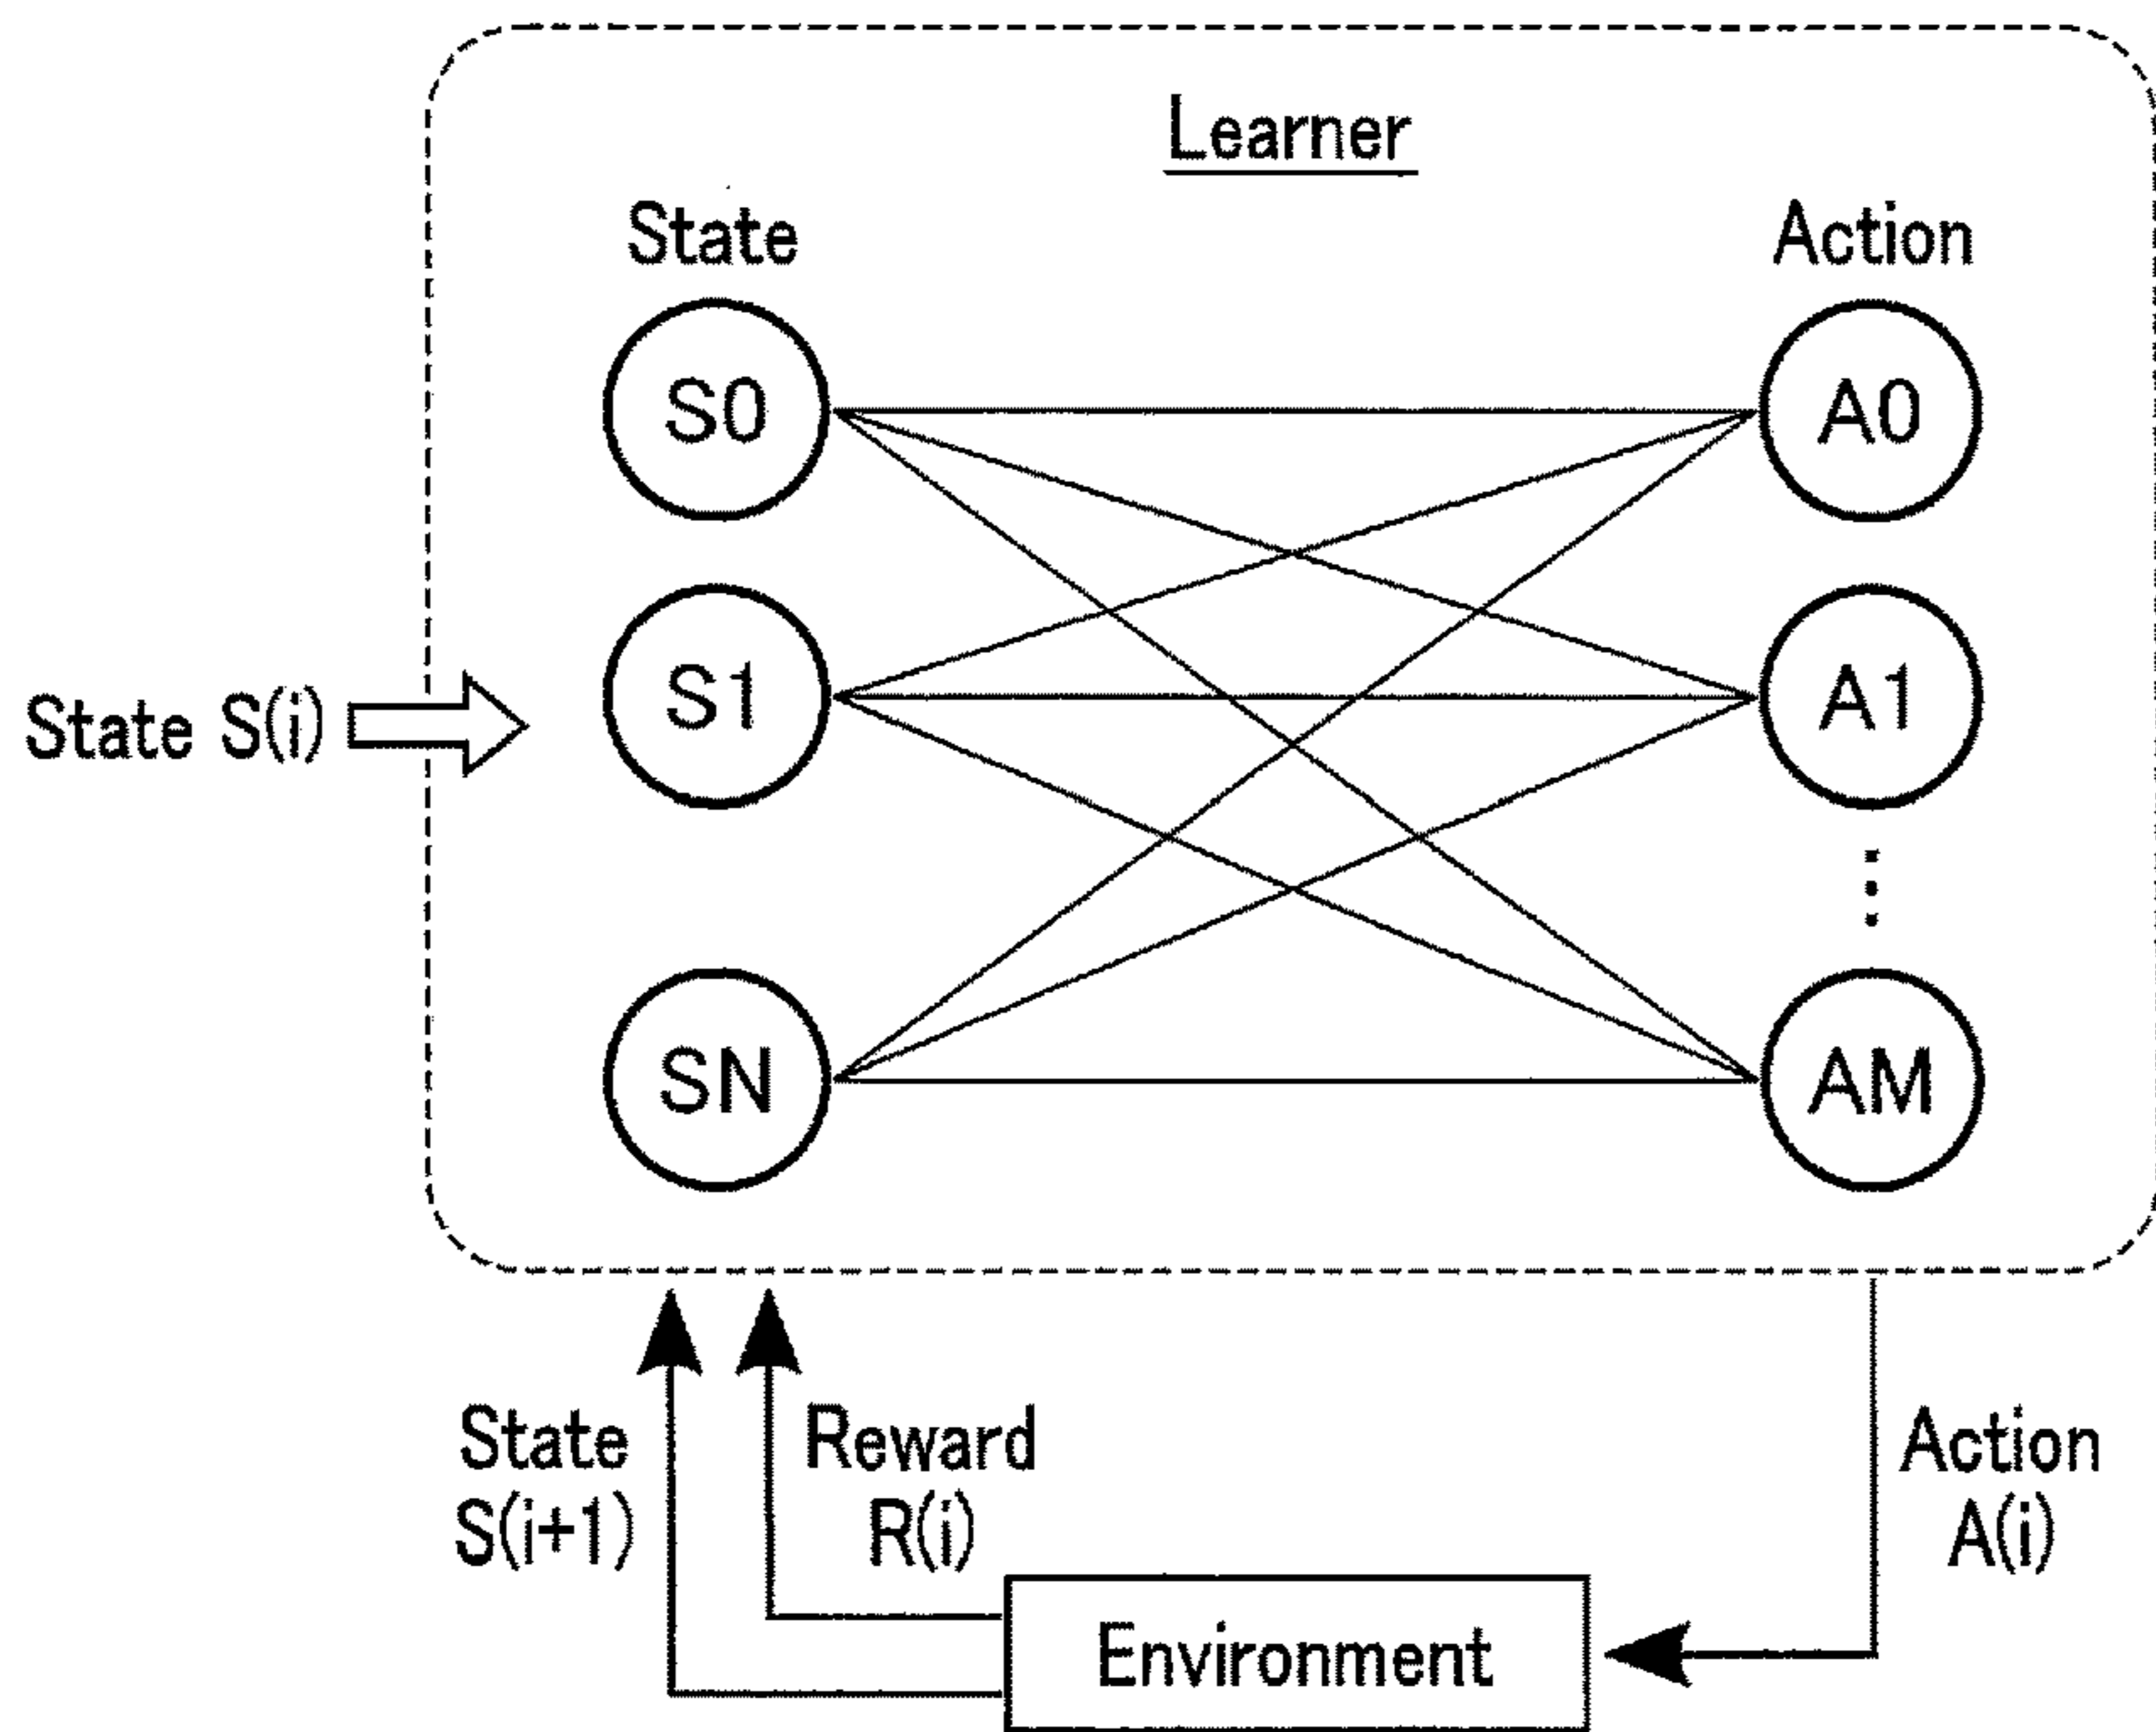 Learner
State
Action
S0
A0
S1
A1
State S(i)
SN
AM
State
S(i+1)
Reward
R(i)
Action
A(i)
Environment